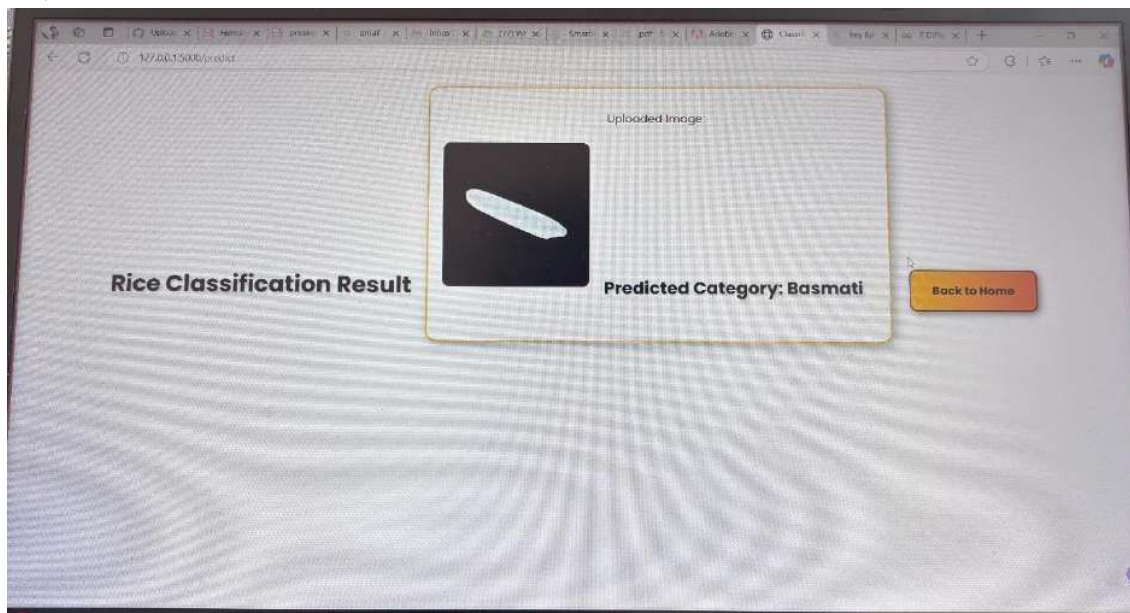 127.0.0.1:5000/predict
Uploaded Image:
Rice Classification Result
Predicted Category: Basmati
Back to Home